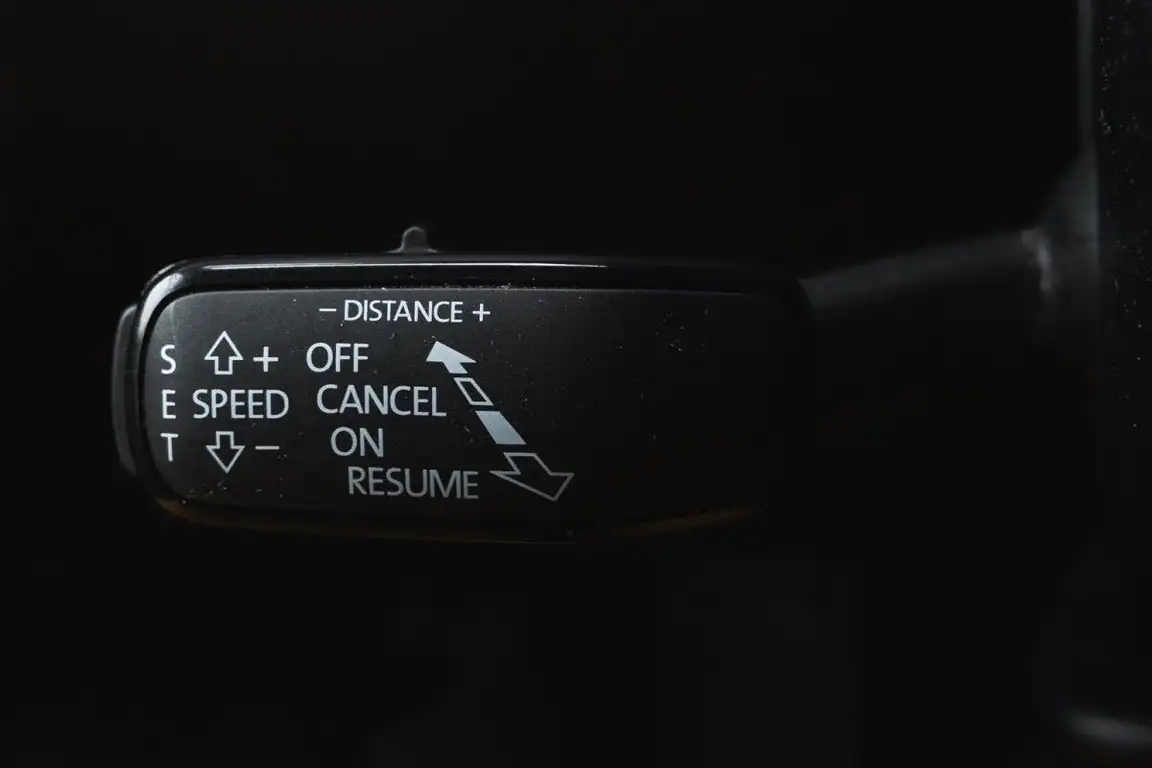 − DISTANCE +
S + OFF
E SPEED CANCEL
T − ON
RESUME